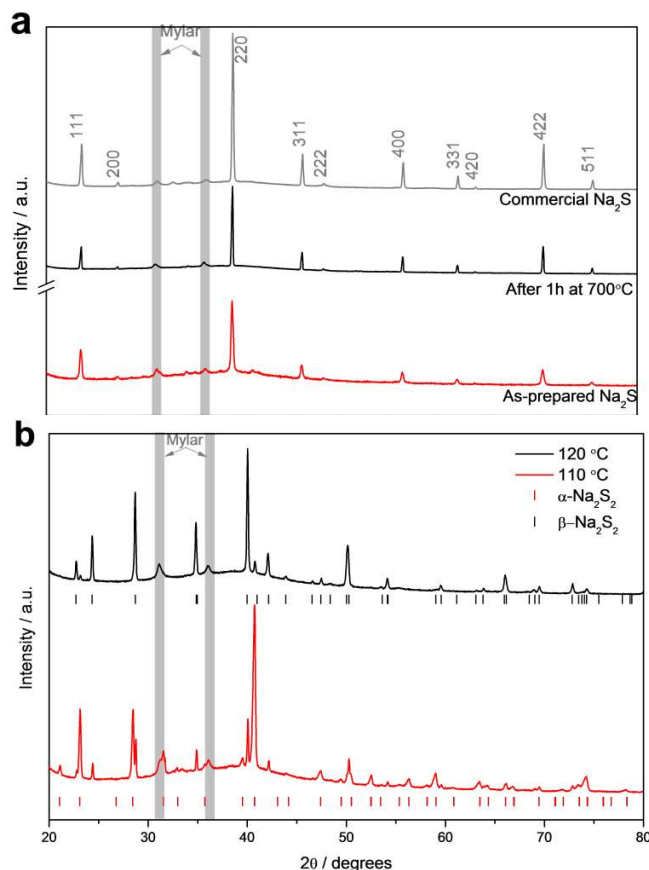 a
Mylar
220
111
200
311
222
400
331
420
422
511
Commercial Na₂S
After 1h at 700°C
As-prepared Na₂S
Intensity / a.u.
b
Mylar
120 °C
110 °C
α-Na₂S₂
β–Na₂S₂
Intensity / a.u.
20 30 40 50 60 70 80
2θ / degrees